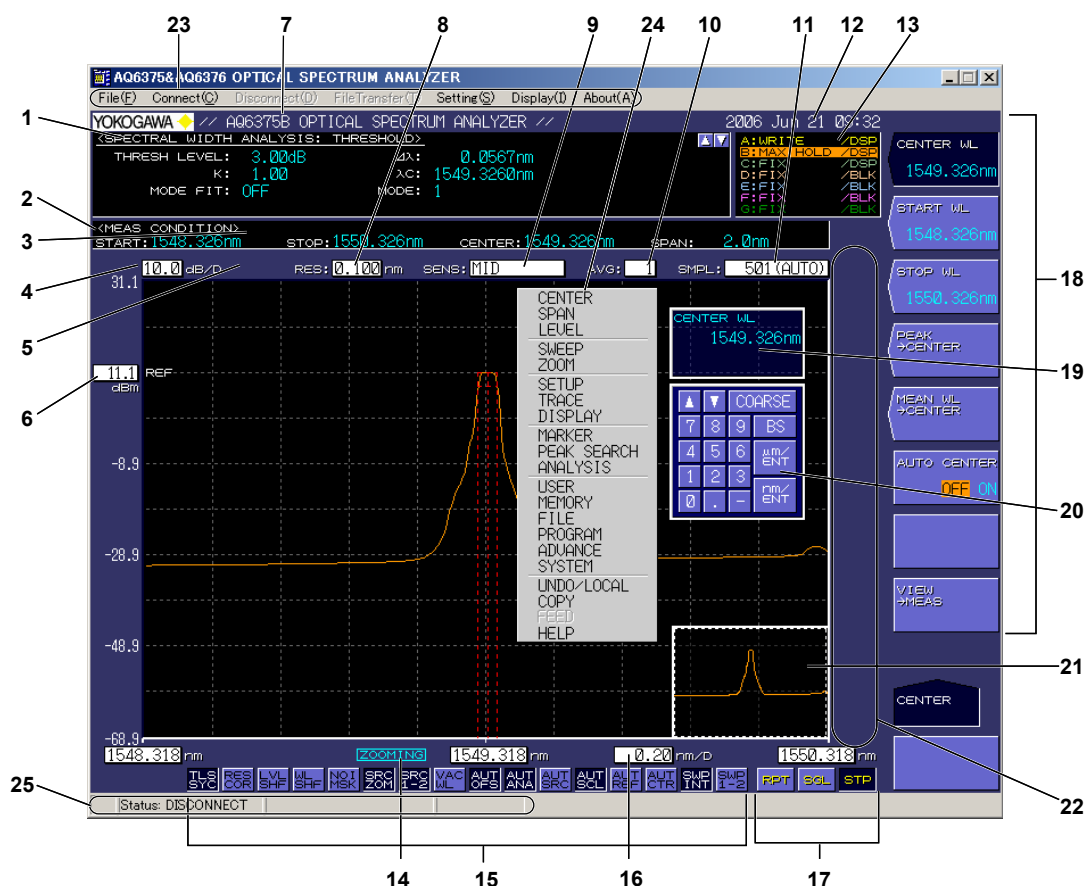 23 7 8 9 24 10 11 12 13
AQ6375&AQ6376 OPTICAL SPECTRUM ANALYZER
File(F) Connect(C) Disconnect(D) FileTransfer(T) Setting(S) Display(I) About(A)
1
YOKOGAWA // AQ6375B OPTICAL SPECTRUM ANALYZER // 2006 Jun 21 09:32
<SPECTRAL WIDTH ANALYSIS: THRESHOLD>
THRESH LEVEL: 3.00dB Δλ: 0.0567nm
K: 1.00 λC: 1549.3260nm
MODE FIT: OFF MODE: 1
A:WRITE /DSP
B:MAX HOLD /DSP
C:FIX /DSP
D:FIX /BLK
E:FIX /BLK
F:FIX /BLK
G:FIX /BLK
CENTER WL
1549.326nm
2
<MEAS CONDITION>
3
START:1548.326nm STOP:1550.326nm CENTER:1549.326nm SPAN: 2.0nm
START WL
1548.326nm
4
10.0 dB/D RES: 0.100 nm SENS: MID AVG: 1 SMPL: 501(AUTO)
STOP WL
1550.326nm
18
31.1
5
CENTER
SPAN
LEVEL
SWEEP
ZOOM
SETUP
TRACE
DISPLAY
MARKER
PEAK SEARCH
ANALYSIS
USER
MEMORY
FILE
PROGRAM
ADVANCE
SYSTEM
UNDO/LOCAL
COPY
FEED
HELP
CENTER WL
1549.326nm
PEAK
→CENTER
19
6
11.1 REF
dBm
COARSE
7 8 9 BS
4 5 6 μm/ENT
1 2 3 nm/ENT
0 . -
MEAN WL
→CENTER
-8.9
AUTO CENTER
OFF ON
20
-28.9
VIEW
→MEAS
-48.9
21
CENTER
-68.9
1548.318 nm ZOOMING 1549.318 nm 0.20 nm/D 1550.318 nm
TLS SYC RES COR LVL SHF WL SHF NOI MSK SRC ZOM SRC 1-2 VAC WL AUT OFS AUT ANA AUT SRC AUT SCL AUT REF AUT CTR SWP INT SWP 1-2 RPT SGL STP
25
Status: DISCONNECT
22
14 15 16 17